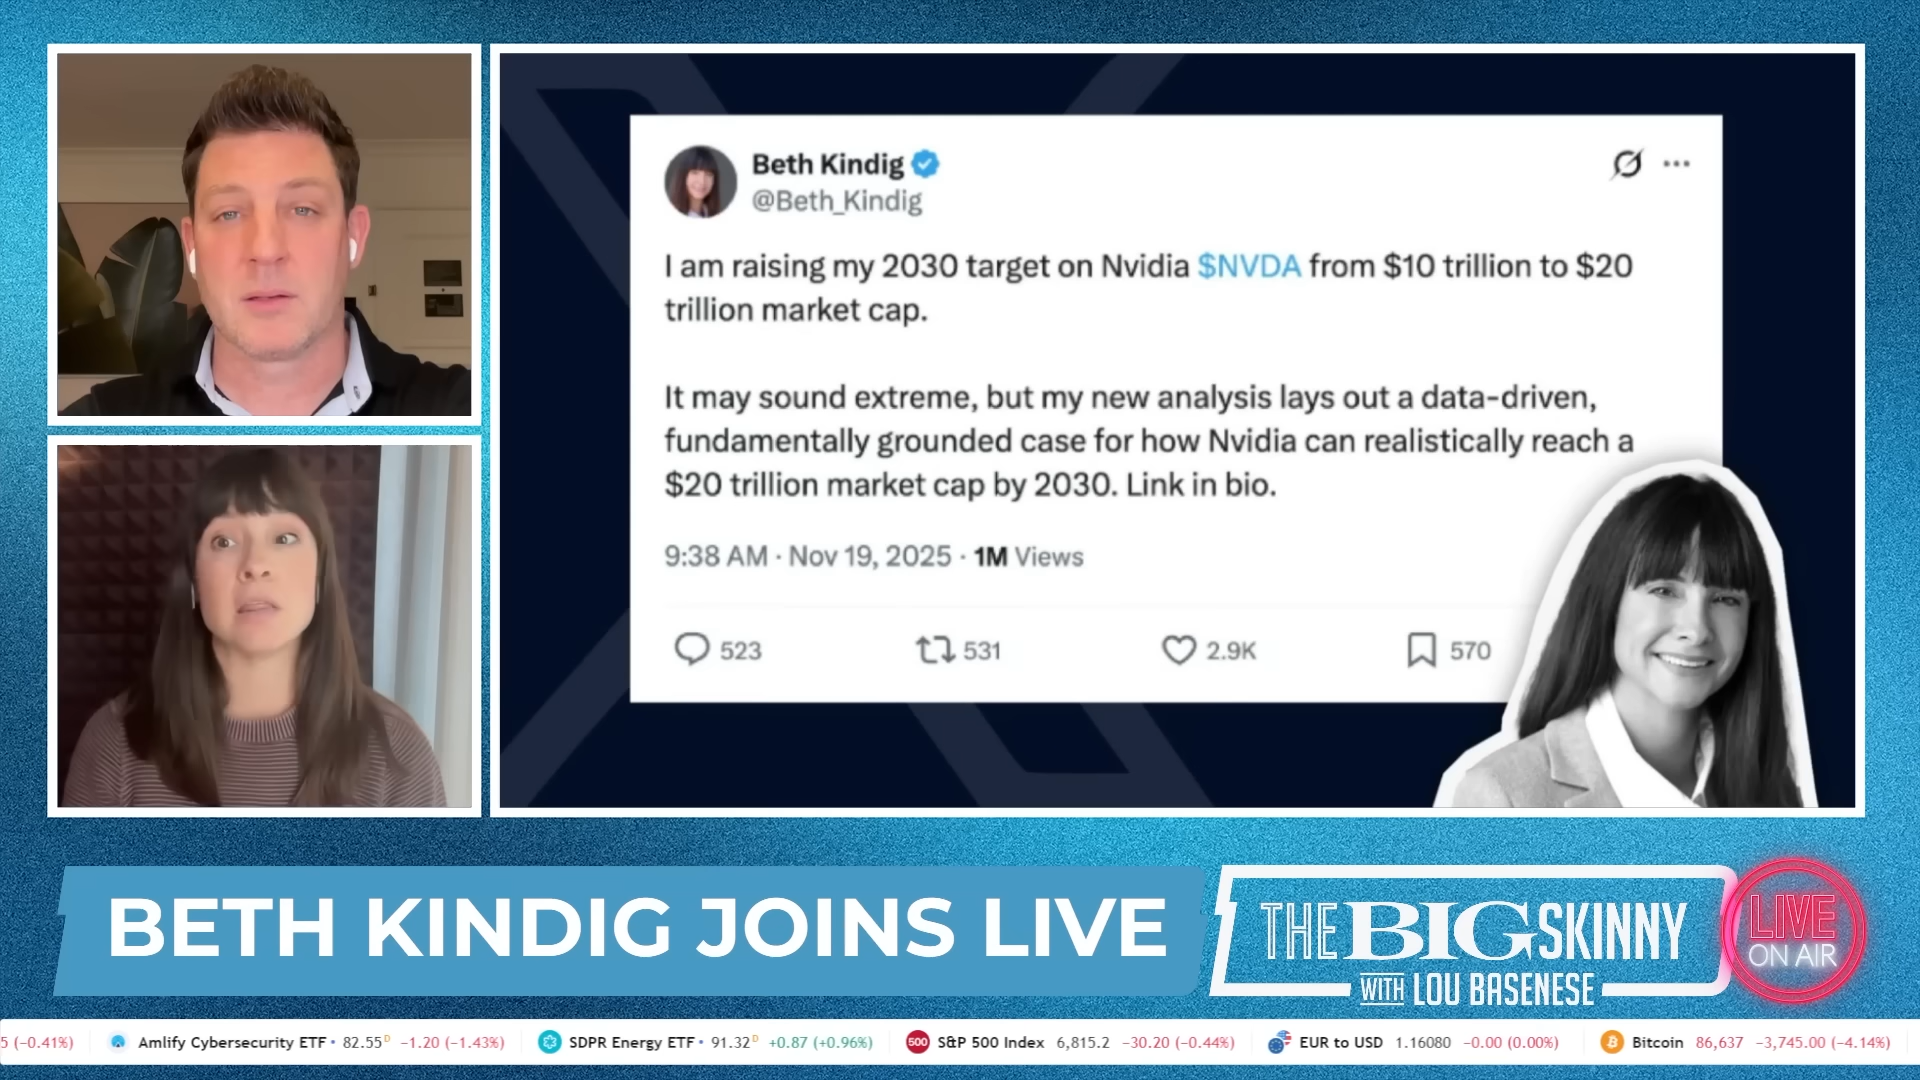 Beth Kindig
@Beth_Kindig
I am raising my 2030 target on Nvidia $NVDA from $10 trillion to $20
trillion market cap.
It may sound extreme, but my new analysis lays out a data-driven,
fundamentally grounded case for how Nvidia can realistically reach a
$20 trillion market cap by 2030. Link in bio.
9:38 AM · Nov 19, 2025 · 1M Views
523 531 2.9K 570
BETH KINDIG JOINS LIVE
THE BIG SKINNY
WITH LOU BASENESE
LIVE
ON AIR
5 (−0.41%) Amlify Cybersecurity ETF • 82.55 D −1.20 (−1.43%) SDPR Energy ETF • 91.32 D +0.87 (+0.96%) 500 S&P 500 Index 6,815.2 −30.20 (−0.44%) EUR to USD 1.16080 −0.00 (0.00%) Bitcoin 86,637 −3,745.00 (−4.14%)